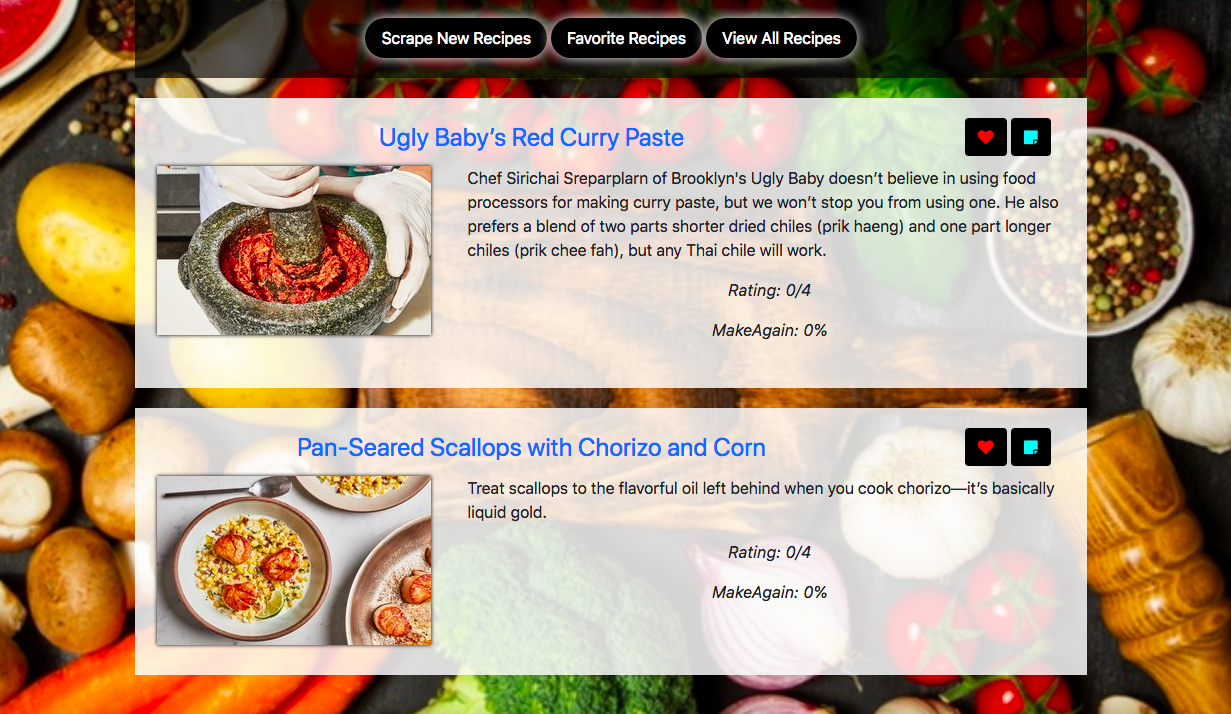 Scrape New Recipes Favorite Recipes View All Recipes
Ugly Baby’s Red Curry Paste
Chef Sirichai Sreparplarn of Brooklyn's Ugly Baby doesn’t believe in using food
processors for making curry paste, but we won’t stop you from using one. He also
prefers a blend of two parts shorter dried chiles (prik haeng) and one part longer
chiles (prik chee fah), but any Thai chile will work.
Rating: 0/4
MakeAgain: 0%
Pan-Seared Scallops with Chorizo and Corn
Treat scallops to the flavorful oil left behind when you cook chorizo—it’s basically
liquid gold.
Rating: 0/4
MakeAgain: 0%